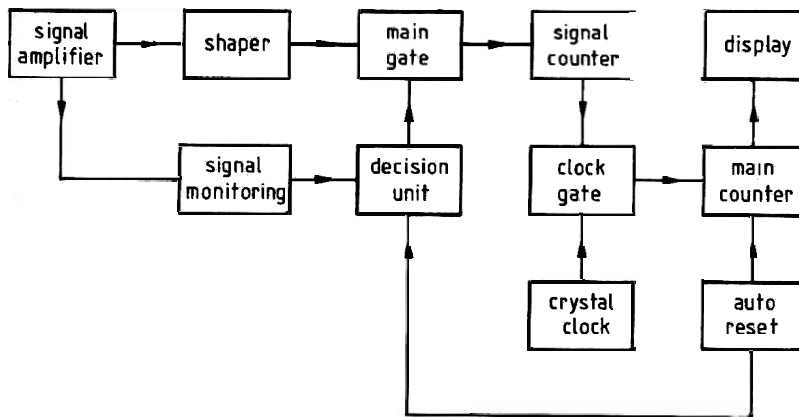 signal
amplifier
shaper
main
gate
signal
counter
display
signal
monitoring
decision
unit
clock
gate
main
counter
crystal
clock
auto
reset